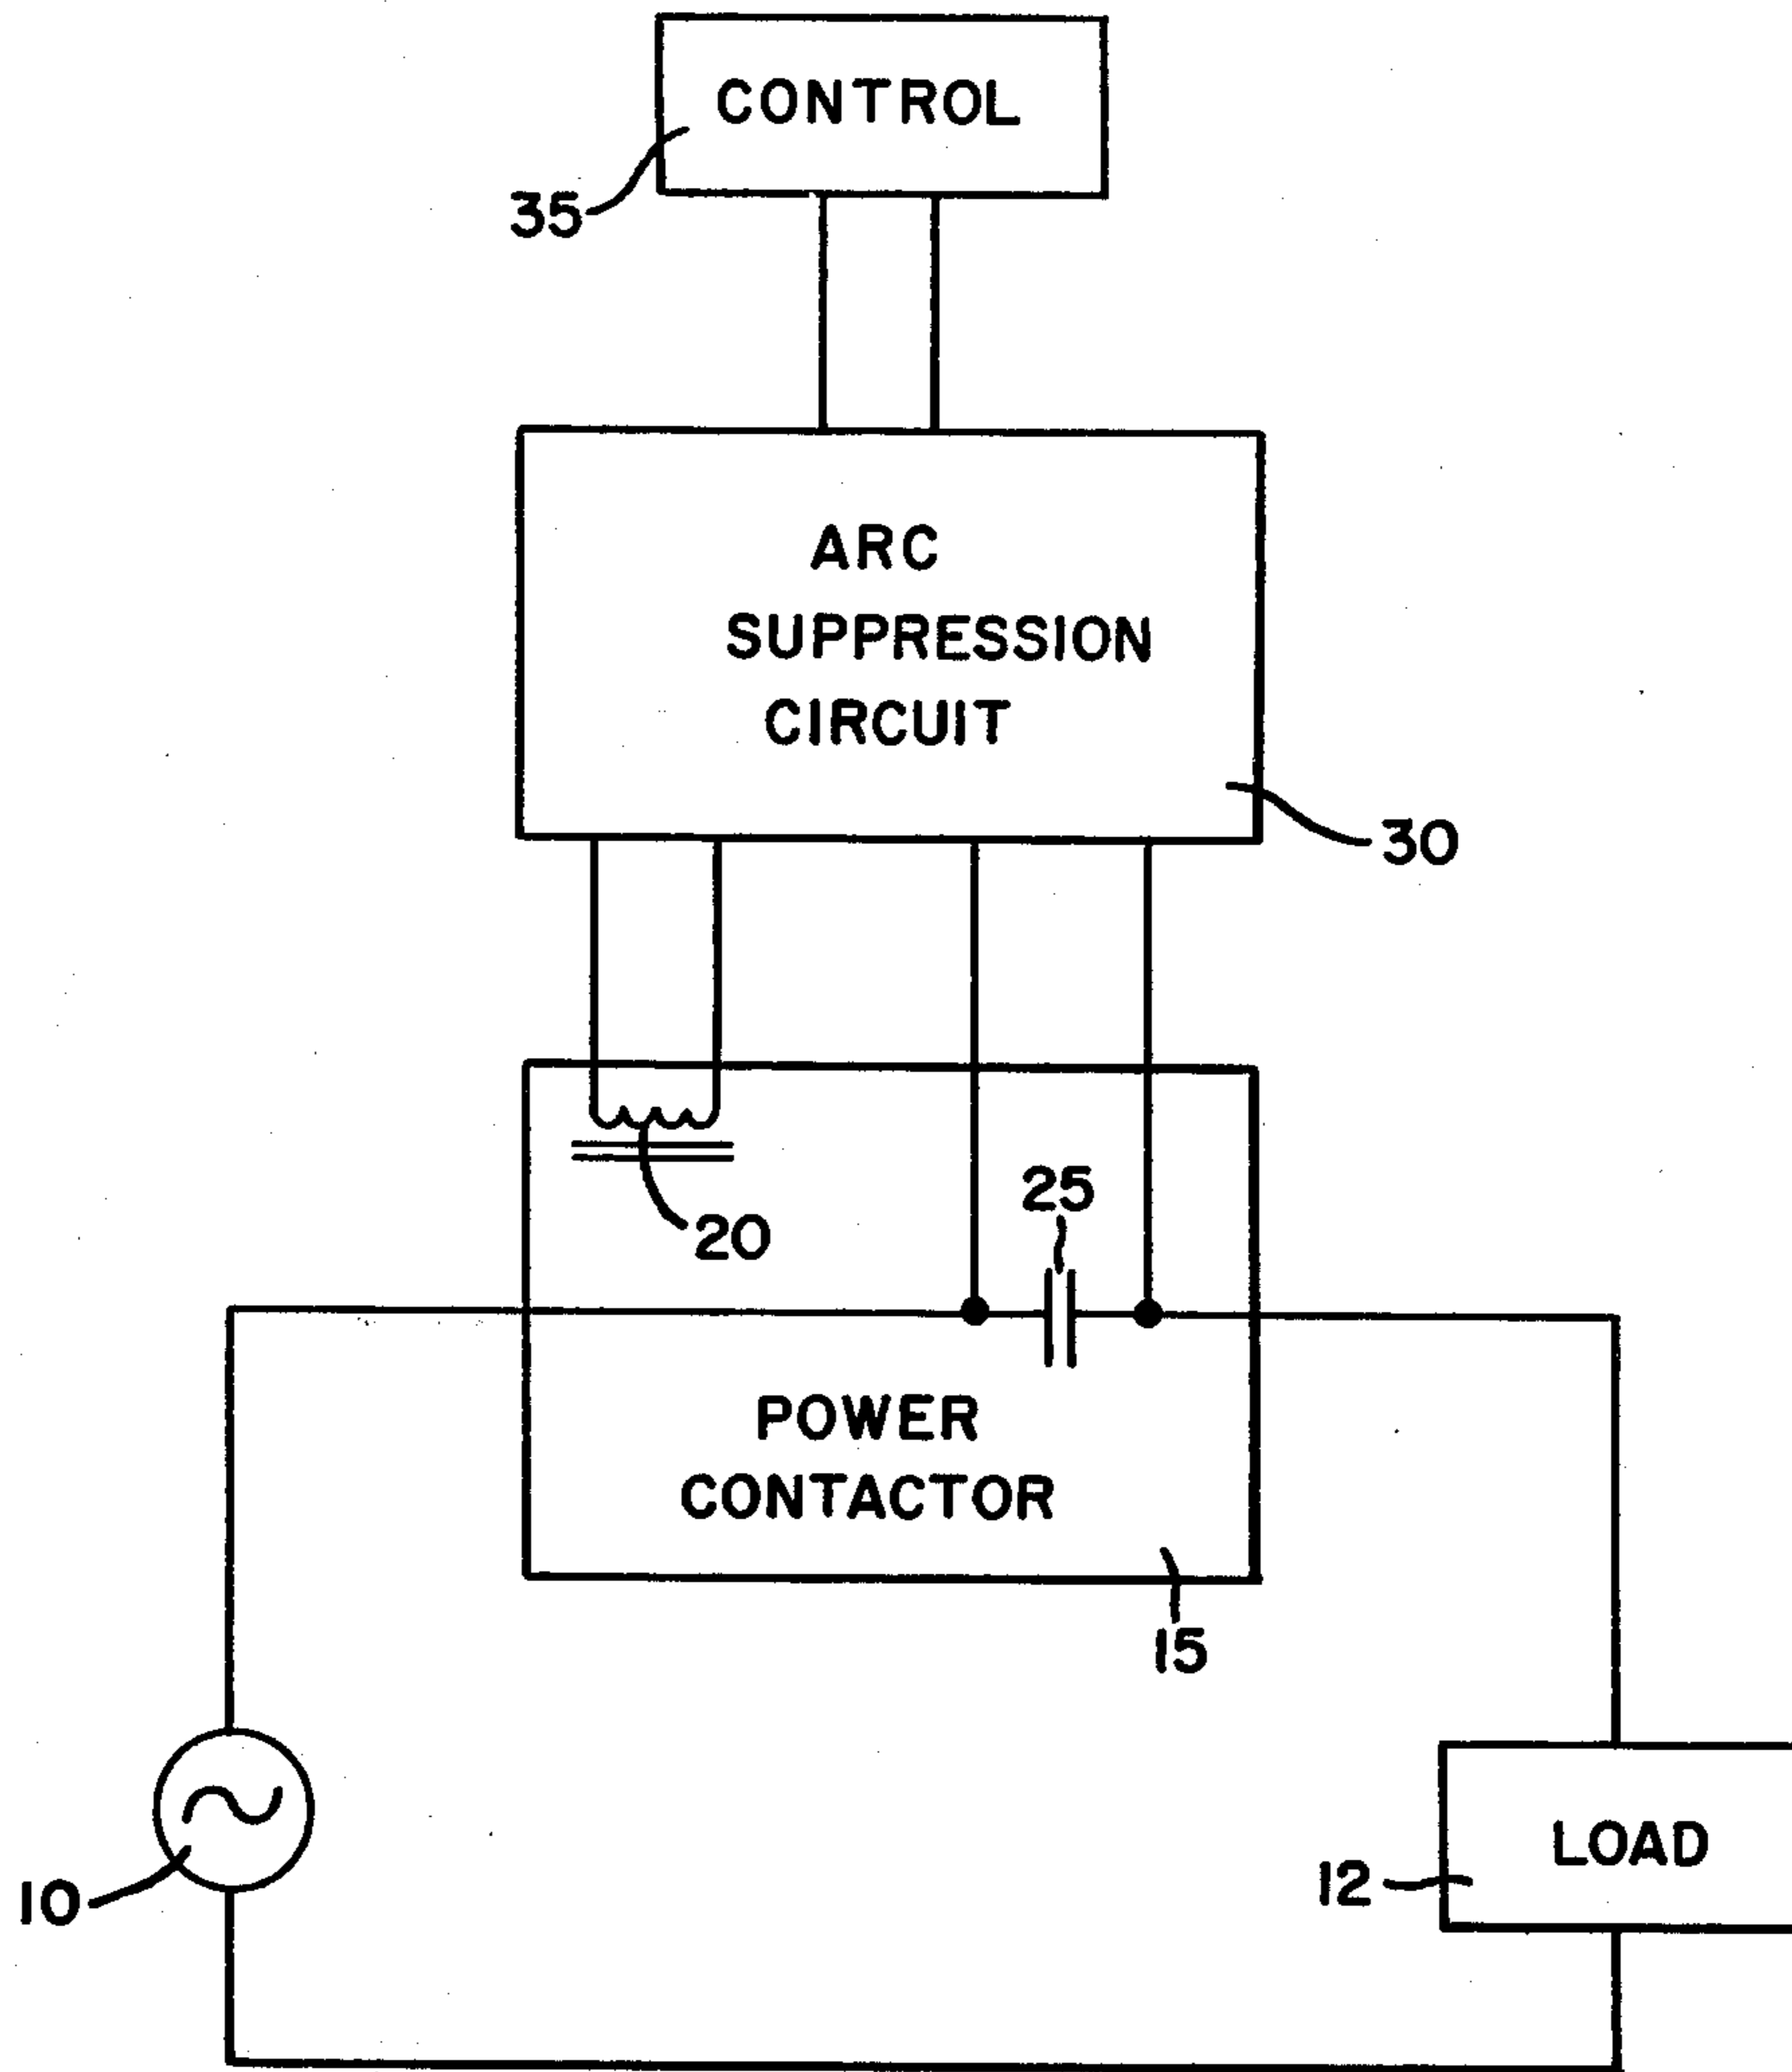 CONTROL
35
ARC
SUPPRESSION
CIRCUIT
30
20
25
POWER
CONTACTOR
15
10
LOAD
12